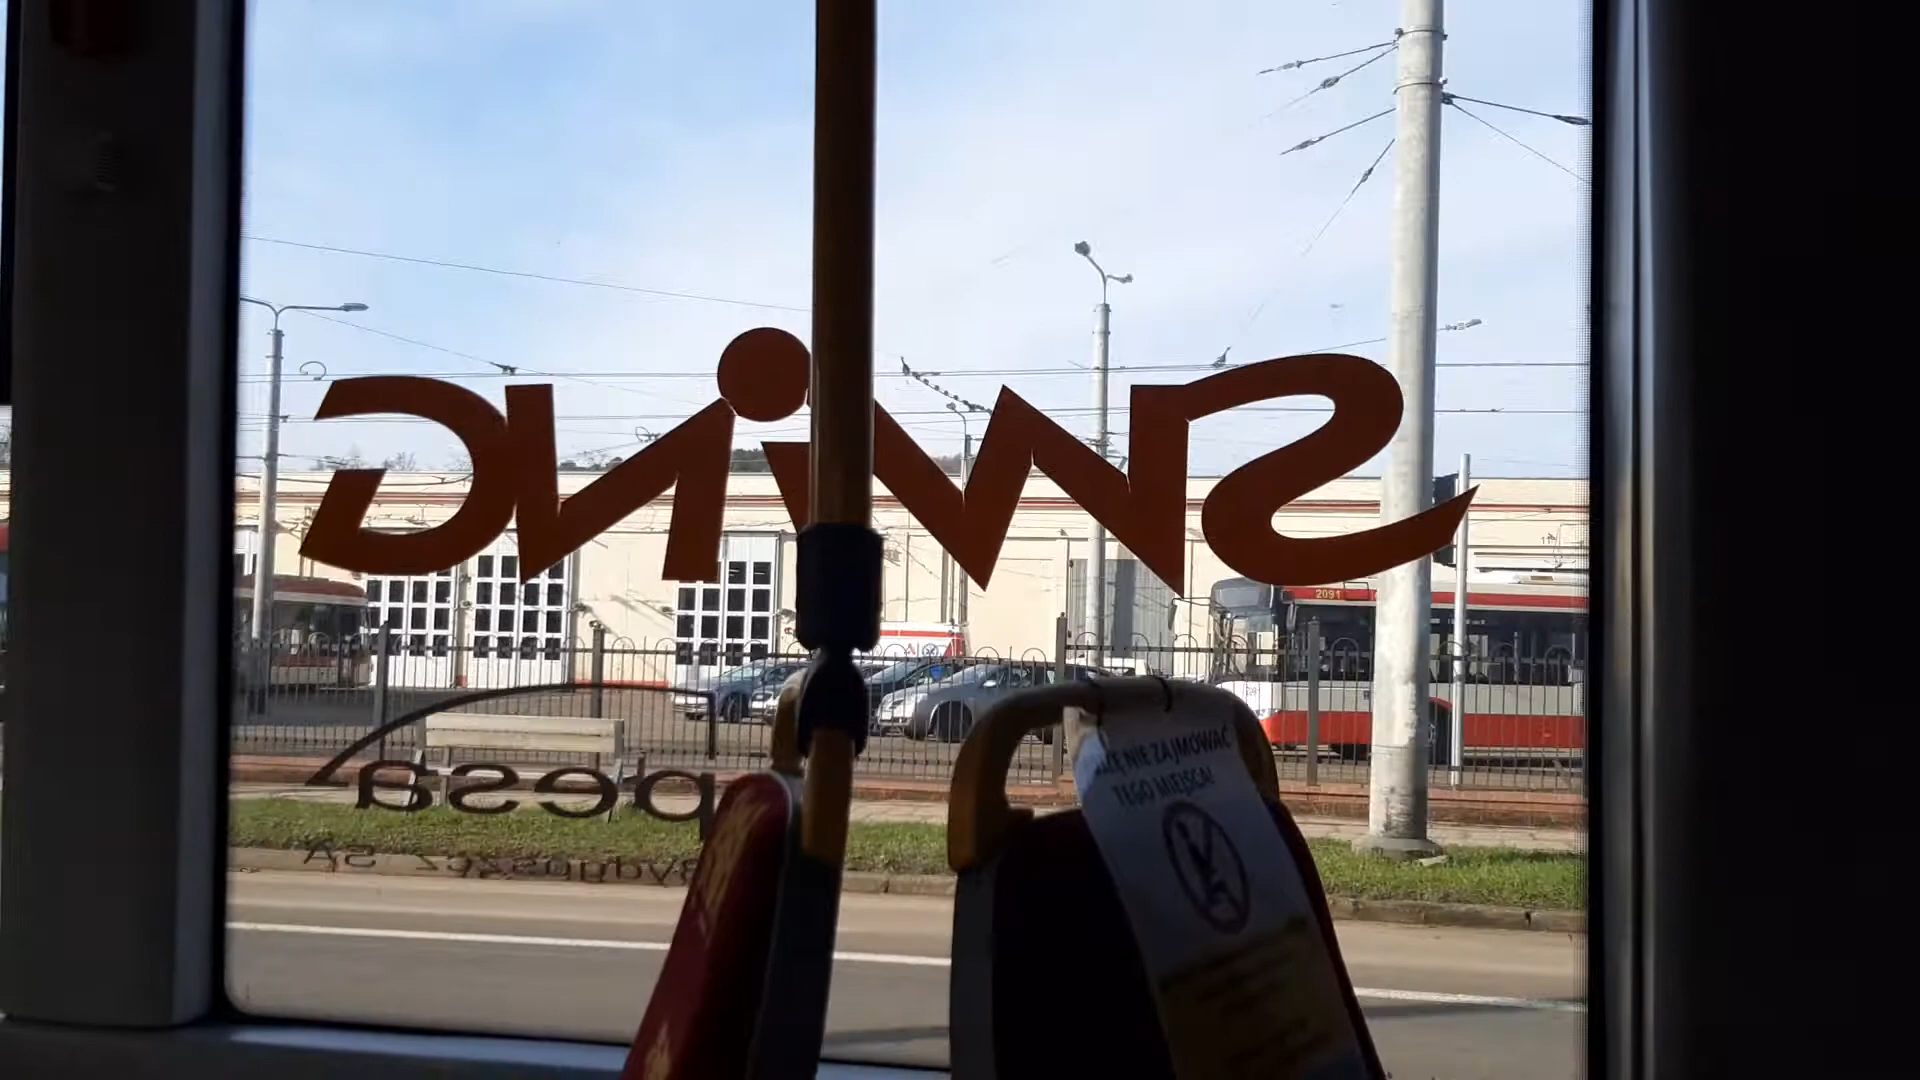 SWING
2091
pesa
Bydgoszcz SA
NIE ZAJMOWAĆ
TEGO MIEJSCA!